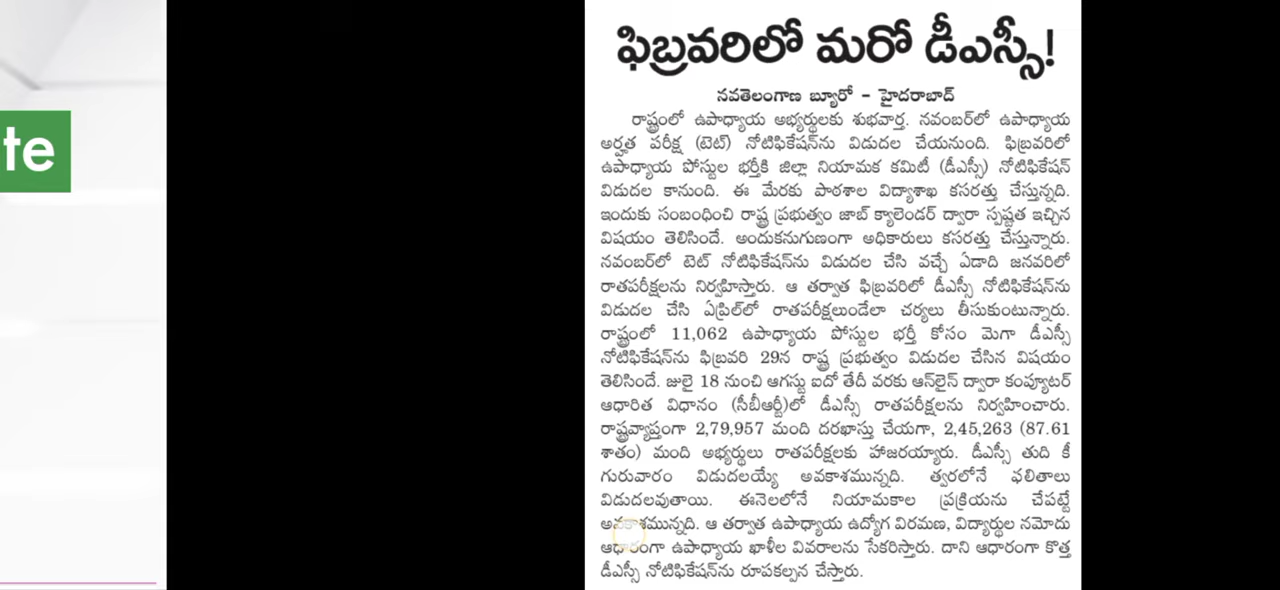 te
ఫిబ్రవరిలో మరో డీఎస్సీ!
నవతెలంగాణ బ్యూరో - హైదరాబాద్
రాష్ట్రంలో ఉపాధ్యాయ అభ్యర్థులకు శుభవార్త. నవంబర్‌లో ఉపాధ్యాయ
అర్హత పరీక్ష (టెట్) నోటిఫికేషన్‌ను విడుదల చేయనుంది. ఫిబ్రవరిలో
ఉపాధ్యాయ పోస్టుల భర్తీకి జిల్లా నియామక కమిటీ (డీఎస్సీ) నోటిఫికేషన్
విడుదల కానుంది. ఈ మేరకు పాఠశాల విద్యాశాఖ కసరత్తు చేస్తున్నది.
ఇందుకు సంబంధించి రాష్ట్ర ప్రభుత్వం జాబ్ క్యాలెండర్ ద్వారా స్పష్టత ఇచ్చిన
విషయం తెలిసిందే. అందుకనుగుణంగా అధికారులు కసరత్తు చేస్తున్నారు.
నవంబర్‌లో టెట్ నోటిఫికేషన్‌ను విడుదల చేసి వచ్చే ఏడాది జనవరిలో
రాతపరీక్షలను నిర్వహిస్తారు. ఆ తర్వాత ఫిబ్రవరిలో డీఎస్సీ నోటిఫికేషన్‌ను
విడుదల చేసి ఏప్రిల్‌లో రాతపరీక్షలుండేలా చర్యలు తీసుకుంటున్నారు.
రాష్ట్రంలో 11,062 ఉపాధ్యాయ పోస్టుల భర్తీ కోసం మెగా డీఎస్సీ
నోటిఫికేషన్‌ను ఫిబ్రవరి 29న రాష్ట్ర ప్రభుత్వం విడుదల చేసిన విషయం
తెలిసిందే. జులై 18 నుంచి ఆగస్టు ఐదో తేదీ వరకు ఆన్‌లైన్ ద్వారా కంప్యూటర్
ఆధారిత విధానం (సీబీఆర్టీ)లో డీఎస్సీ రాతపరీక్షలను నిర్వహించారు.
రాష్ట్రవ్యాప్తంగా 2,79,957 మంది దరఖాస్తు చేయగా, 2,45,263 (87.61
శాతం) మంది అభ్యర్థులు రాతపరీక్షలకు హాజరయ్యారు. డీఎస్సీ తుది కీ
గురువారం విడుదలయ్యే అవకాశమున్నది. త్వరలోనే ఫలితాలు
విడుదలవుతాయి. ఈనెలలోనే నియామకాల ప్రక్రియను చేపట్టే
అవకాశమున్నది. ఆ తర్వాత ఉపాధ్యాయ ఉద్యోగ విరమణ, విద్యార్థుల నమోదు
ఆధారంగా ఉపాధ్యాయ ఖాళీల వివరాలను సేకరిస్తారు. దాని ఆధారంగా కొత్త
డీఎస్సీ నోటిఫికేషన్‌ను రూపకల్పన చేస్తారు.